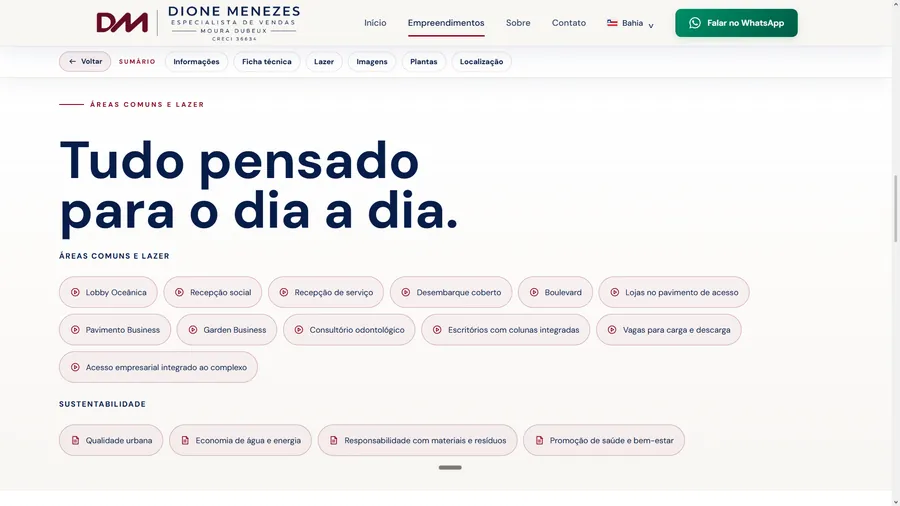 DM
DIONE MENEZES
ESPECIALISTA DE VENDAS
MOURA DUBEUX
CRECI 36634
Início
Empreendimentos
Sobre
Contato
Bahia
Falar no WhatsApp
← Voltar
SUMÁRIO
Informações
Ficha técnica
Lazer
Imagens
Plantas
Localização
ÁREAS COMUNS E LAZER
Tudo pensado
para o dia a dia.
ÁREAS COMUNS E LAZER
Lobby Oceânica
Recepção social
Recepção de serviço
Desembarque coberto
Boulevard
Lojas no pavimento de acesso
Pavimento Business
Garden Business
Consultório odontológico
Escritórios com colunas integradas
Vagas para carga e descarga
Acesso empresarial integrado ao complexo
SUSTENTABILIDADE
Qualidade urbana
Economia de água e energia
Responsabilidade com materiais e resíduos
Promoção de saúde e bem-estar